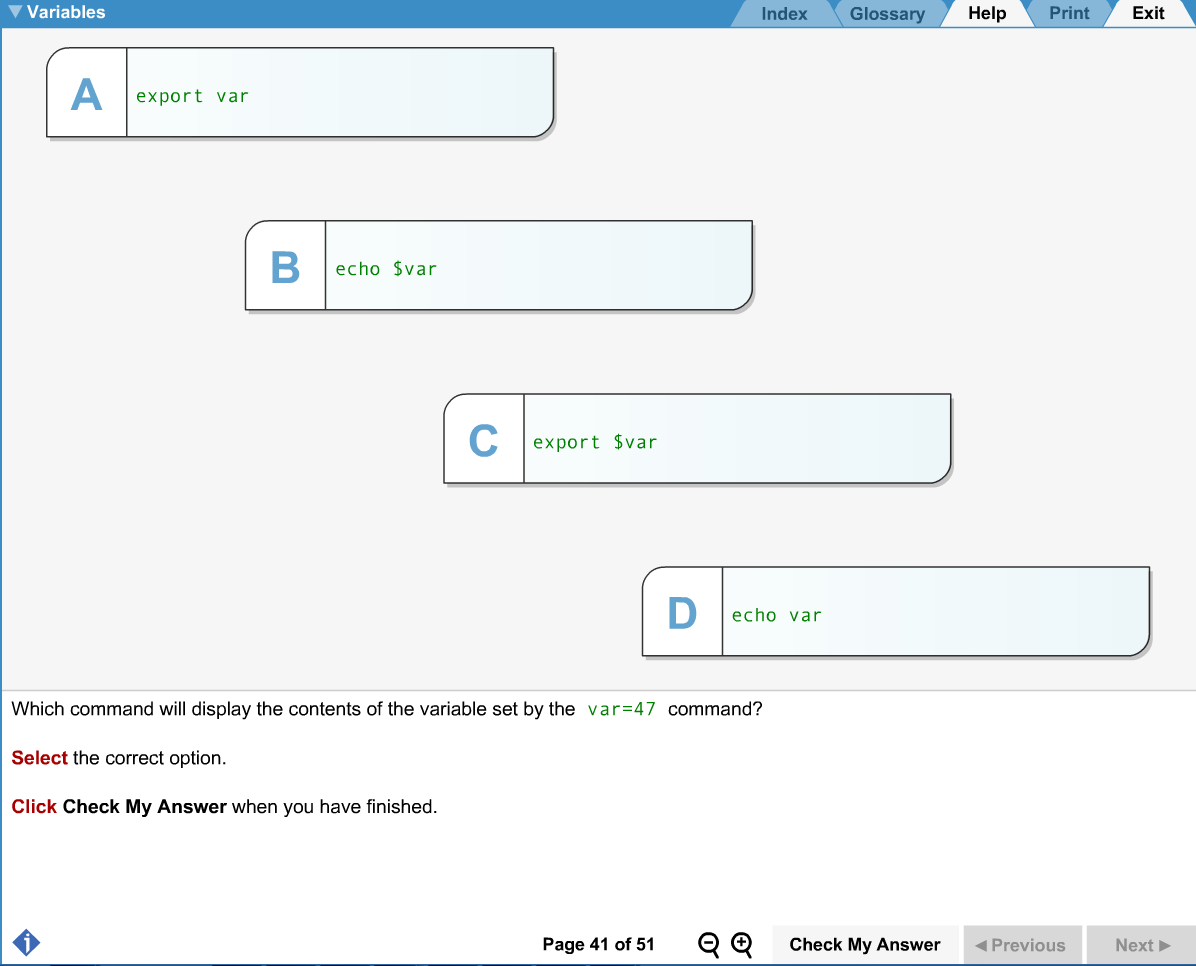 Variables
Index
Glossary
Help
Print
Exit
A
export var
B
echo $var
C
export $var
D
echo var
Which command will display the contents of the variable set by the var=47 command?
Select the correct option.
Click Check My Answer when you have finished.
i
Page 41 of 51
Check My Answer
Previous
Next